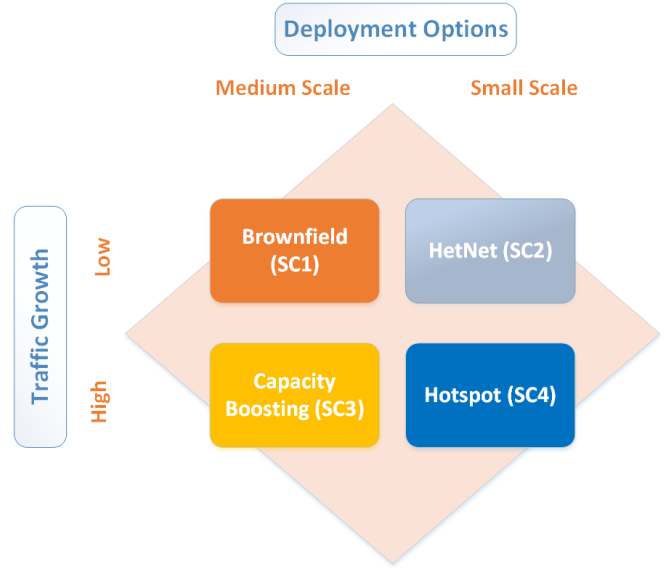 Deployment Options
Medium Scale
Small Scale
Traffic Growth
Low
Brownfield
(SC1)
HetNet (SC2)
High
Capacity
Boosting (SC3)
Hotspot (SC4)